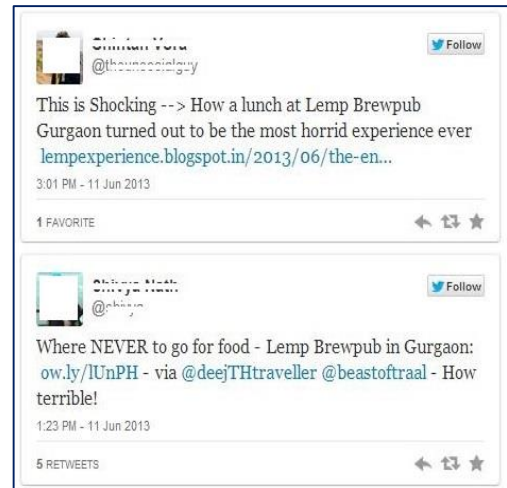 Follow
This is Shocking --> How a lunch at Lemp Brewpub
Gurgaon turned out to be the most horrid experience ever
lempexperience.blogspot.in/2013/06/the-en...
3:01 PM - 11 Jun 2013
1 FAVORITE
Follow
Where NEVER to go for food - Lemp Brewpub in Gurgaon:
ow.ly/lUnPH - via @deejTHtraveller @beastoftraal - How
terrible!
1:23 PM - 11 Jun 2013
5 RETWEETS